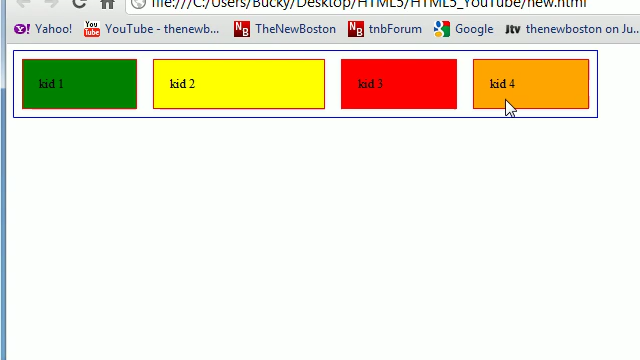 file:///C:/Users/Bucky/Desktop/HTML5/HTML5_YouTube/new.html
Yahoo! YouTube - thenewb... TheNewBoston tnbForum Google jtv thenewboston on Ju...
kid 1 kid 2 kid 3 kid 4